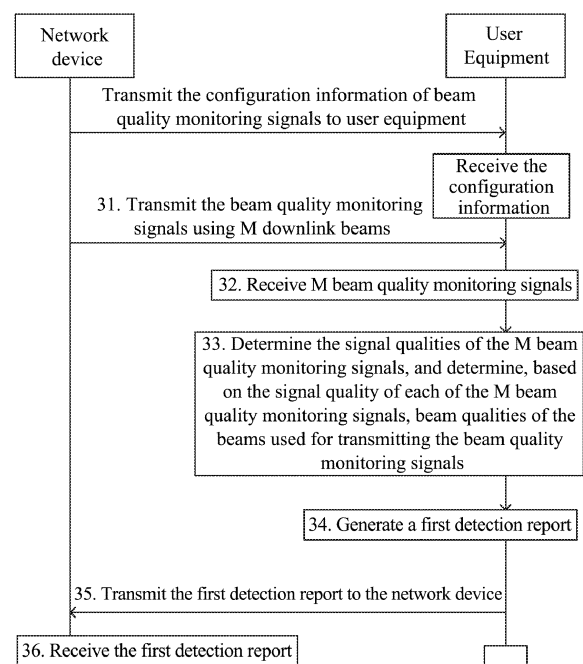 Network
device
User
Equipment
Transmit the configuration information of beam
quality monitoring signals to user equipment
Receive the
configuration
information
31. Transmit the beam quality monitoring
signals using M downlink beams
32. Receive M beam quality monitoring signals
33. Determine the signal qualities of the M beam
quality monitoring signals, and determine, based
on the signal quality of each of the M beam
quality monitoring signals, beam qualities of the
beams used for transmitting the beam quality
monitoring signals
34. Generate a first detection report
35. Transmit the first detection report to the network device
36. Receive the first detection report